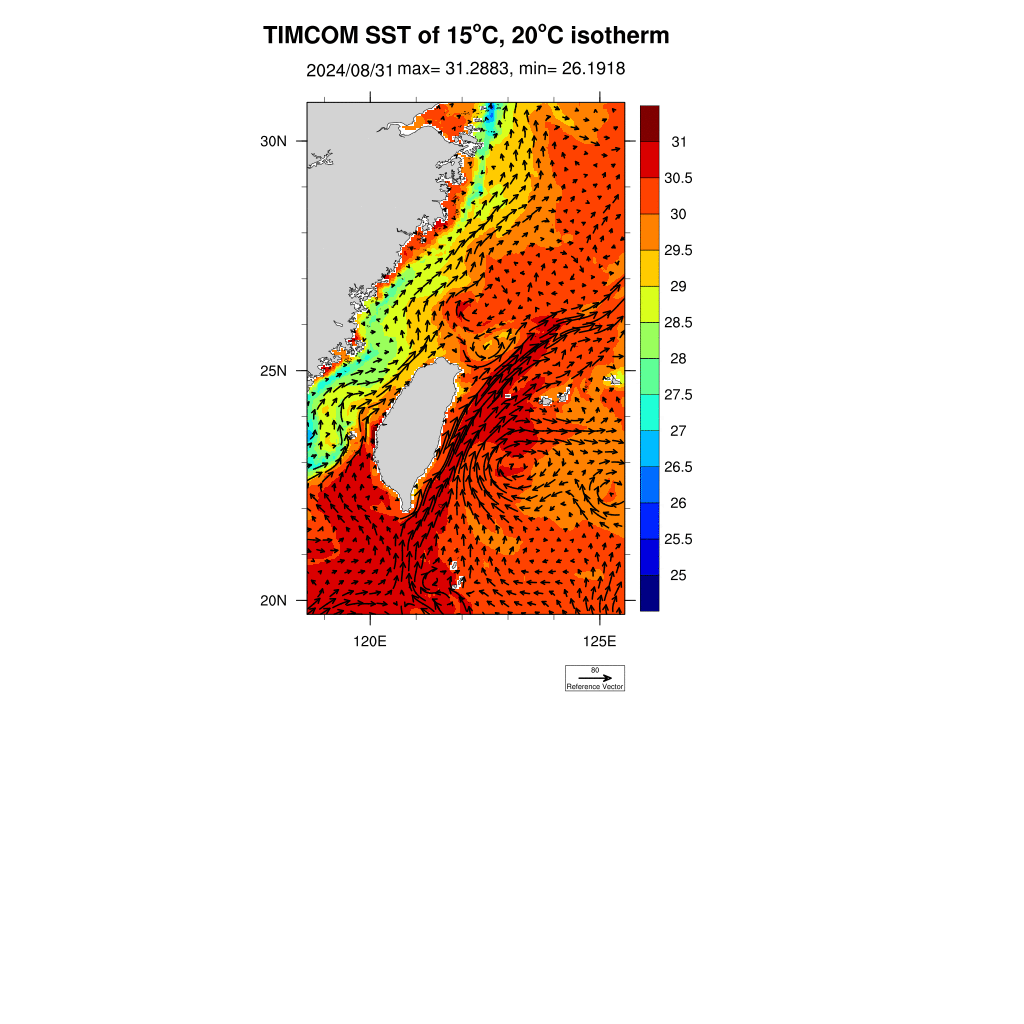 TIMCOM SST of 15°C, 20°C isotherm
2024/08/31 max= 31.2883, min= 26.1918
30N
25N
20N
120E
125E
31
30.5
30
29.5
29
28.5
28
27.5
27
26.5
26
25.5
25
80
Reference Vector